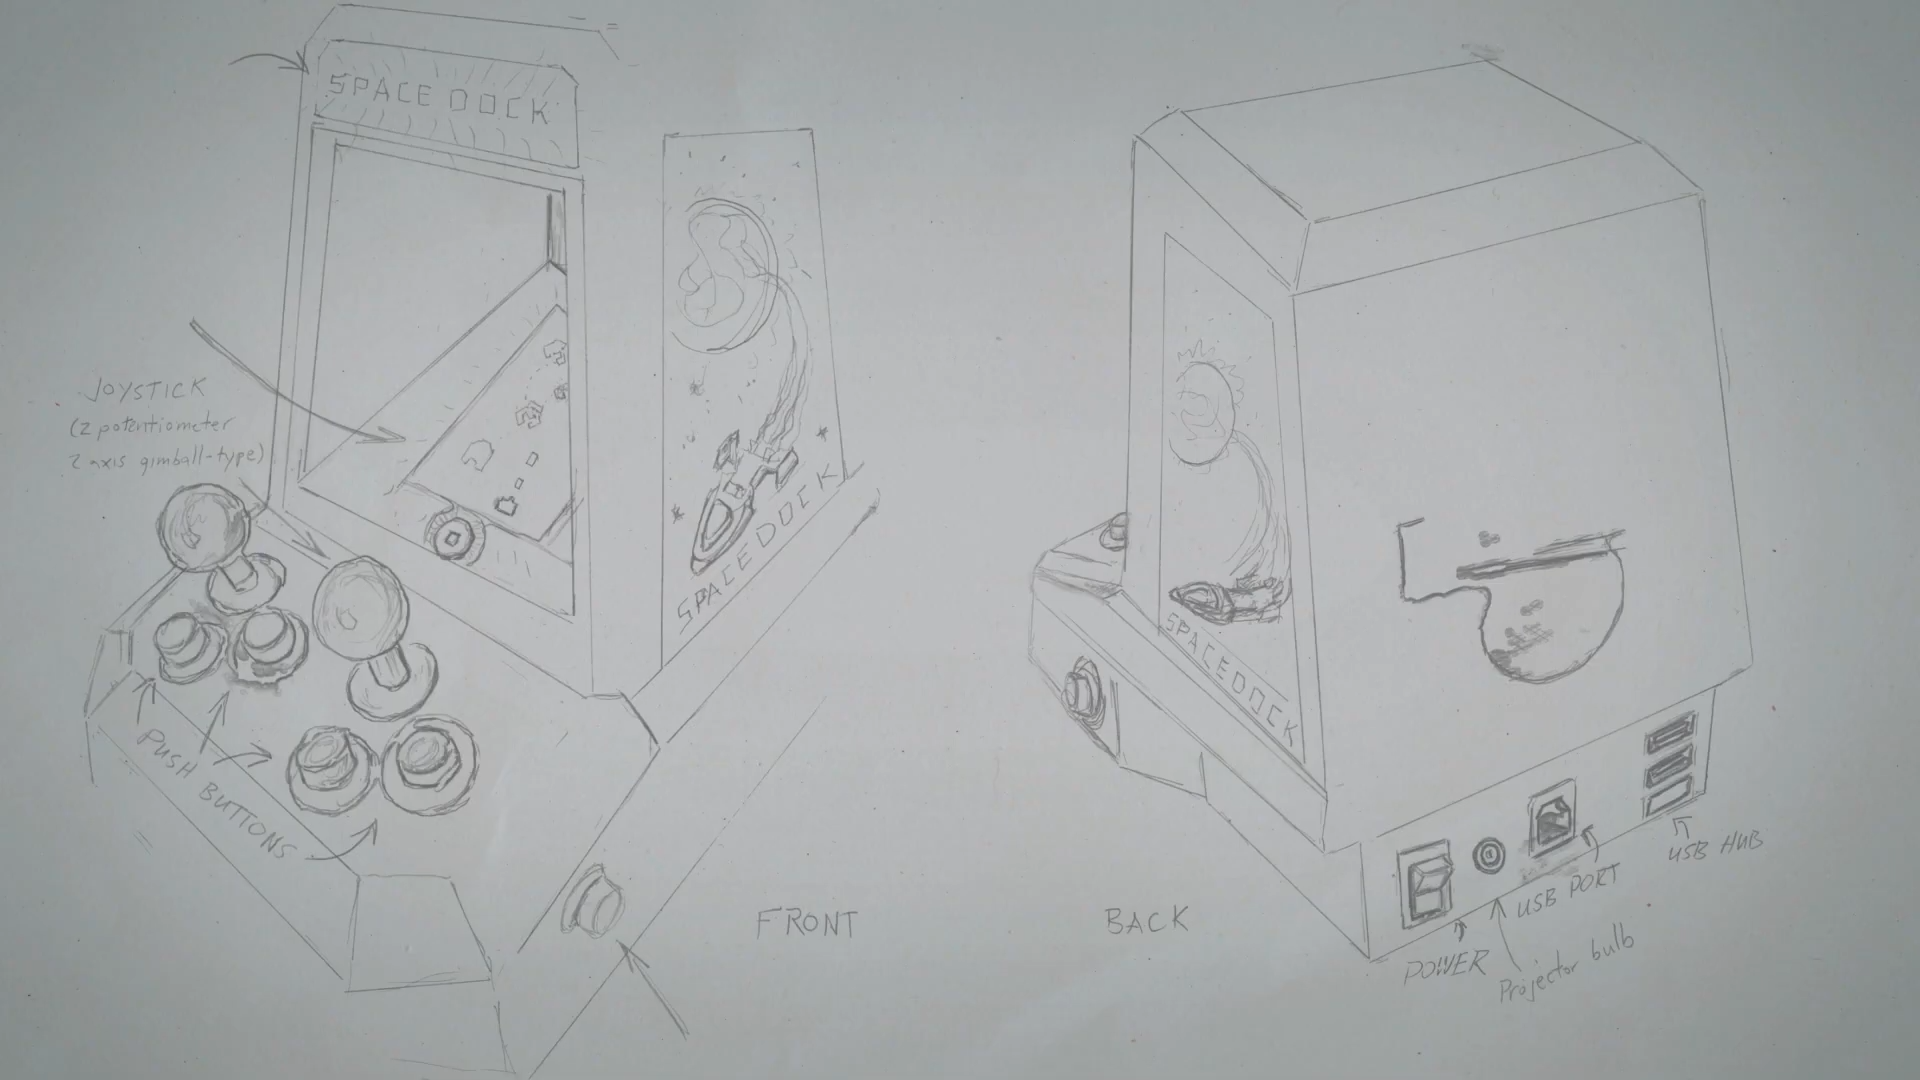 SPACE DOCK
JOYSTICK
(2 potentiometer
2 axis gimball-type)
PUSH
BUTTONS
SPACEDOCK
FRONT
SPACEDOCK
BACK
POWER
Projector bulb
USB PORT
USB HUB